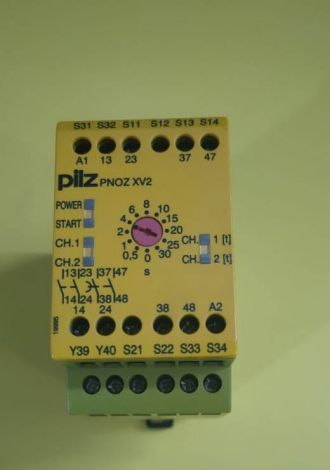 S31 S32 S11 S12 S13 S14
A1 13 23 37 47
pilz PNOZ XV2
POWER
START
CH.1
CH.2
8
6 10
4 15
2 20
1 25
0,5 0 30
s
CH. 1 [t]
CH. 2 [t]
13 23 37 47
14 24 38 48
14 24 38 48 A2
Y39 Y40 S21 S22 S33 S34